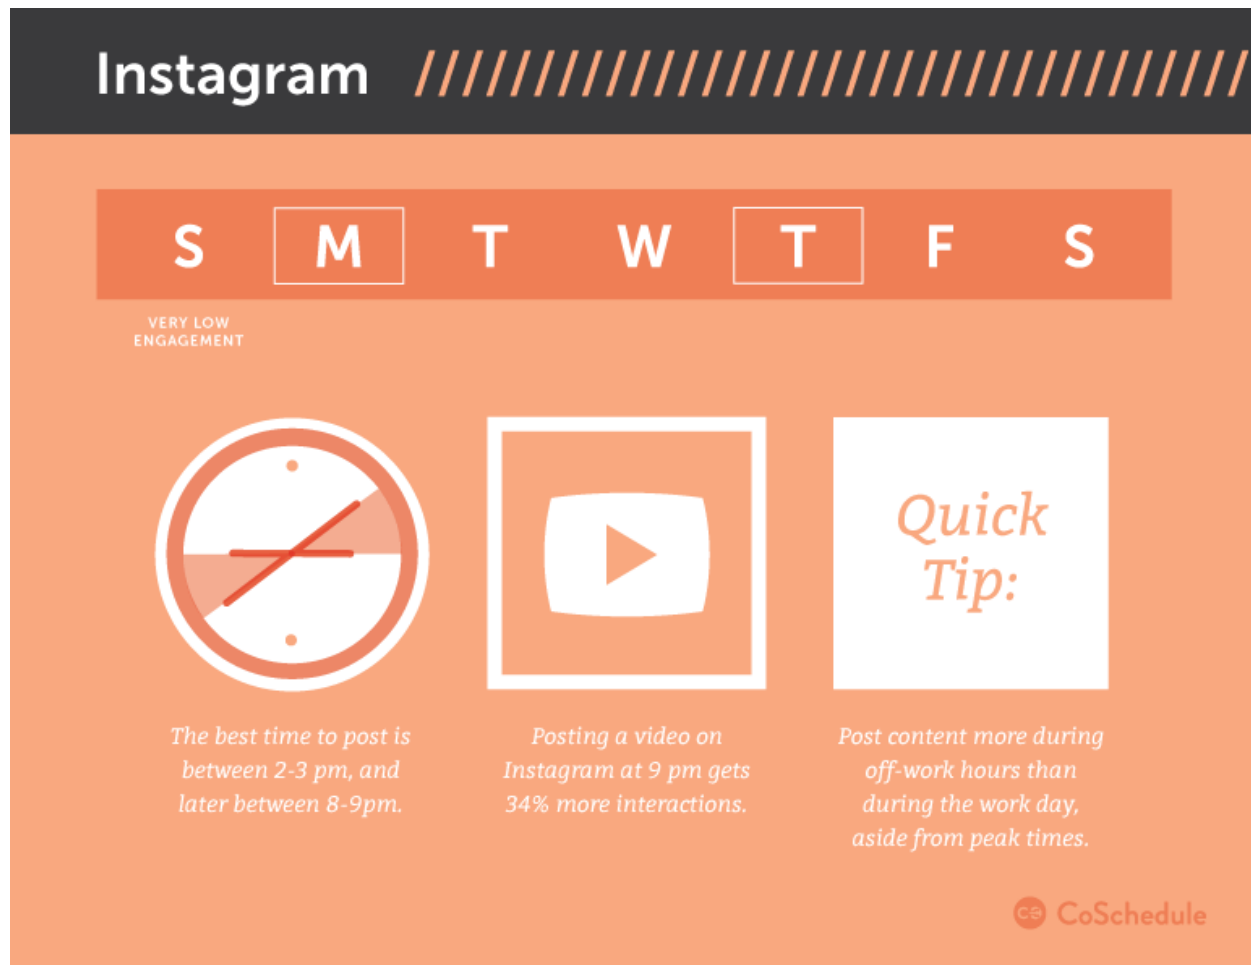 Instagram
S M T W T F S
VERY LOW
ENGAGEMENT
The best time to post is
between 2-3 pm, and
later between 8-9pm.
Posting a video on
Instagram at 9 pm gets
34% more interactions.
Quick
Tip:
Post content more during
off-work hours than
during the work day,
aside from peak times.
CoSchedule